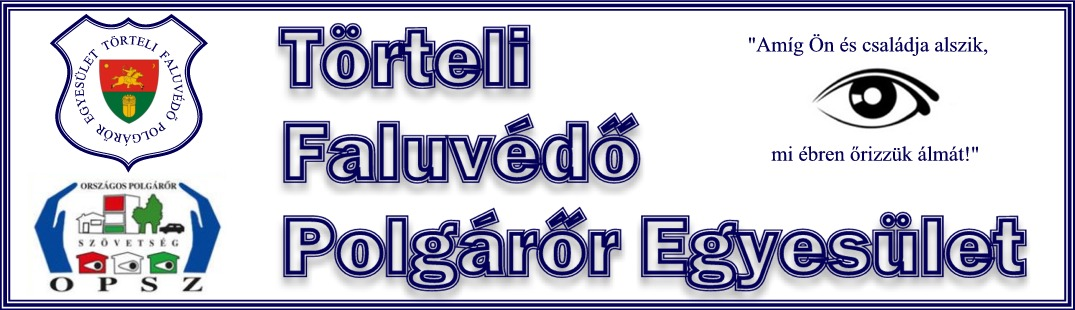 TÖRTELI FALUVÉDŐ POLGÁRŐR EGYESÜLET
ORSZÁGOS POLGÁRŐR
SZÖVETSÉG
OPSZ
Törteli
Faluvédő
Polgárőr Egyesület
"Amíg Ön és családja alszik,
mi ébren őrizzük álmát!"